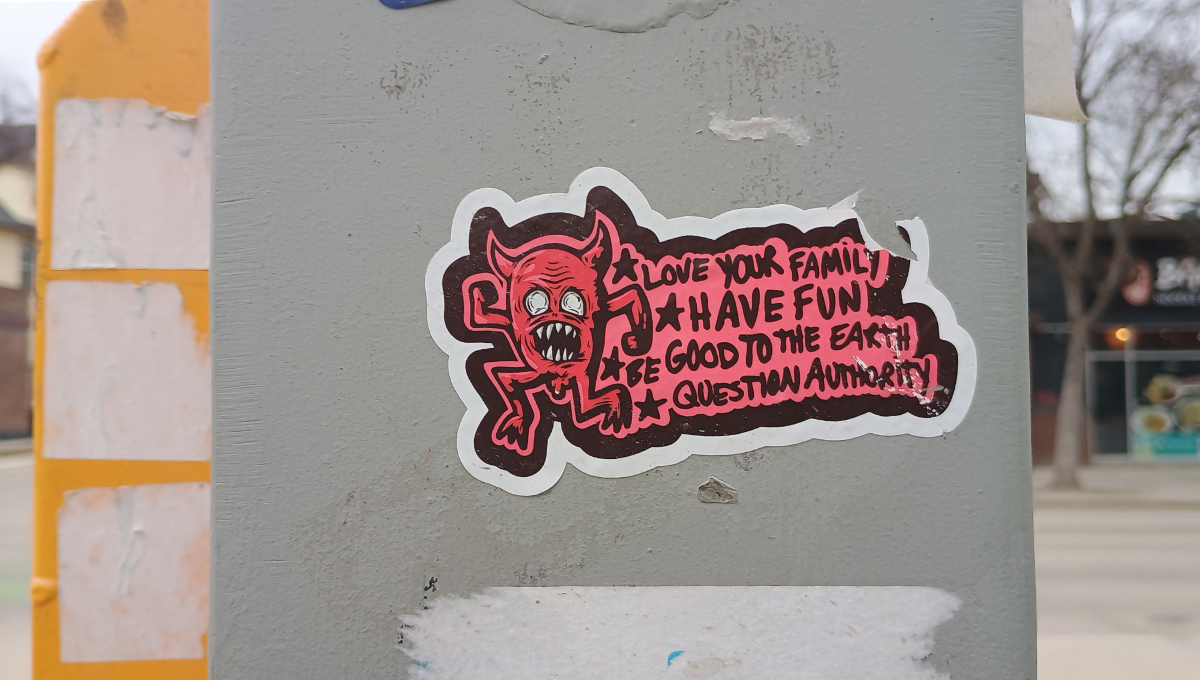 ★ LOVE YOUR FAMILY
★ HAVE FUN
★ BE GOOD TO THE EARTH
★ QUESTION AUTHORITY